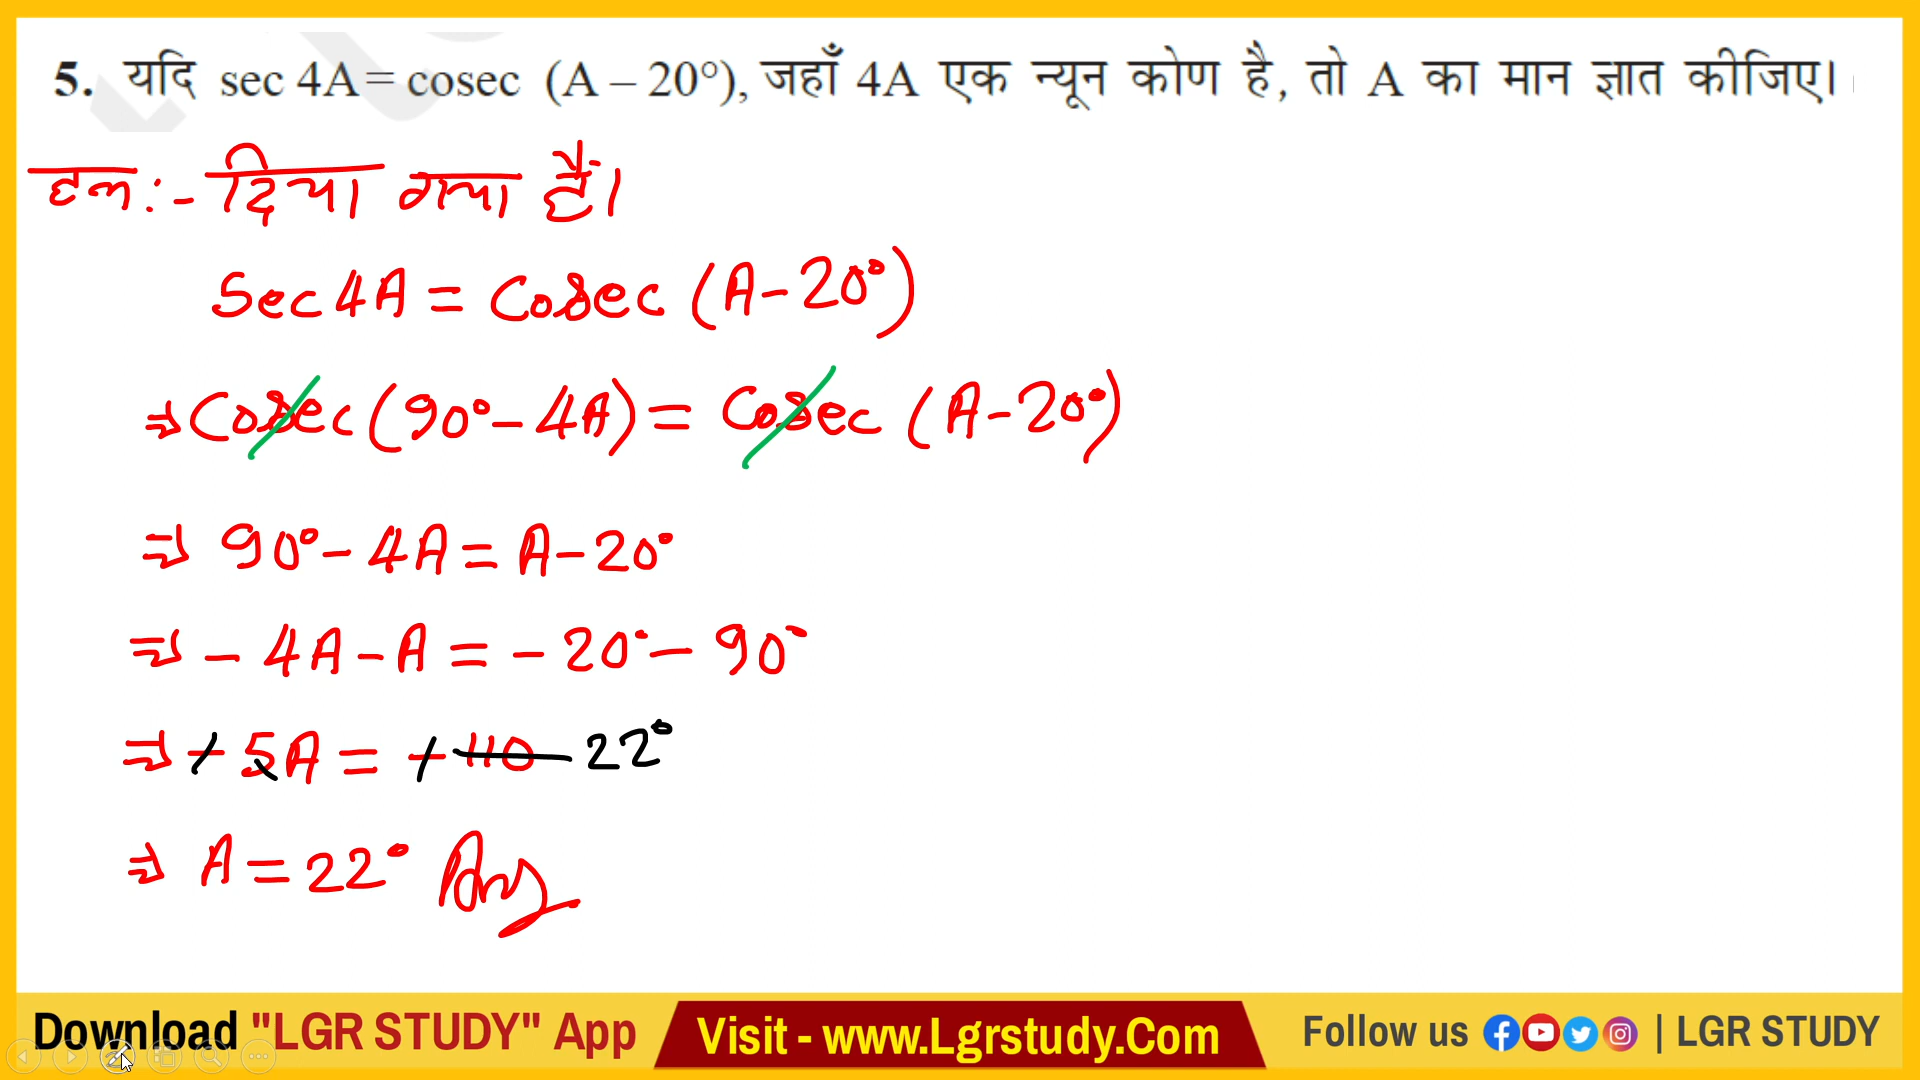 5. यदि sec 4A = cosec (A – 20°), जहाँ 4A एक न्यून कोण है, तो A का मान ज्ञात कीजिए।
हल :- दिया गया है।
Sec 4A = Cosec (A - 20°)
⇒ Cosec (90° - 4A) = Cosec (A - 20°)
⇒ 90° - 4A = A - 20°
⇒ - 4A - A = - 20° - 90°
⇒ - 5A = - 110 22°
⇒ A = 22° Ans
Download "LGR STUDY" App
Visit - www.Lgrstudy.Com
Follow us | LGR STUDY